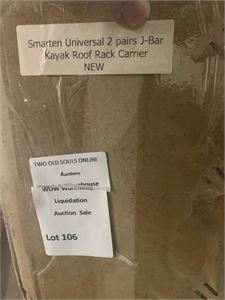 Smarten Universal 2 pairs J-Bar
Kayak Roof Rack Carrier
NEW
TWO OLD SOULS ONLINE
Auctions
WOW
Liquidation
Auction Sale
Lot 106